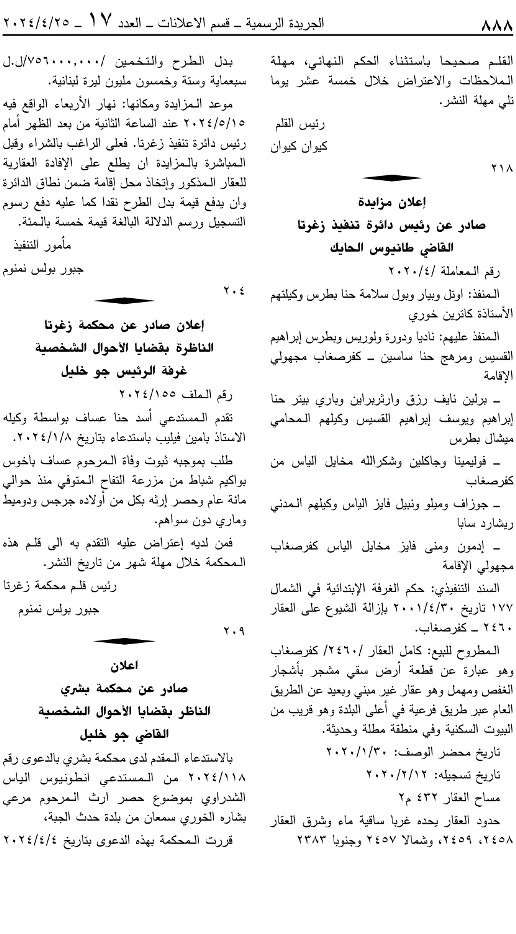 ٨٨٨
الجريدة الرسمية ــ قسم الاعلانات ــ العدد ١٧ ــ ٢٠٢٤/٤/٢٥
القلم صحيحا باستثناء الحكم النهائي، مهلة
الملاحظات والاعتراض خلال خمسة عشر يوما
تلي مهلة النشر.
رئيس القلم
كيوان كيوان
٢١٨
إعلان مزايدة
صادر عن رئيس دائرة تنفيذ زغرتا
القاضي طانيوس الحايك
رقم المعاملة /٢٠٢٠/٤
المنفذ: اونل وبيار وبول سلامة حنا بطرس وكيلتهم
الأستاذة كاترين خوري
المنفذ عليهم: ناديا ودورة ولوريس وبطرس إبراهيم
القسيس ومرهج حنا ساسين ــ كفرصغاب مجهولي
الإقامة
ــ برلين نايف رزق وارثربراين وباري بيتر حنا
إبراهيم ويوسف إبراهيم القسيس وكيلهم المحامي
ميشال بطرس
ــ فوليمينا وجاكلين وشكرالله مخايل الياس من
كفرصغاب
ــ جوزاف وميلو ونبيل فايز الياس وكيلهم المدني
ريشارد سابا
ــ إدمون ومنى فايز مخايل الياس كفرصغاب
مجهولي الإقامة
السند التنفيذي: حكم الغرفة الإبتدائية في الشمال
١٧٧ تاريخ ٢٠٠١/٤/٣٠ بإزالة الشيوع على العقار
٢٤٦٠ ــ كفرصغاب.
المطروح للبيع: كامل العقار /٢٤٦٠/ كفرصغاب
وهو عبارة عن قطعة أرض سقي مشجر بأشجار
الغفص ومهمل وهو عقار غير مبني وبعيد عن الطريق
العام عبر طريق فرعية في أعلى البلدة وهو قريب من
البيوت السكنية وفي منطقة مطلة وحديثة.
تاريخ محضر الوصف: ٢٠٢٠/١/٣٠
تاريخ تسجيله: ٢٠٢٠/٢/١٢
مساح العقار ٤٣٢ م٢
حدود العقار يحده غربا ساقية ماء وشرق العقار
٢٤٥٨، ٢٤٥٩، وشمالا ٢٤٥٧ وجنوبا ٢٣٨٣
بدل الطرح والتخمين /٧٥٦٠٠٠,٠٠٠/ل.ل
سبعماية وستة وخمسون مليون ليرة لبنانية.
موعد المزايدة ومكانها: نهار الأربعاء الواقع فيه
٢٠٢٤/٥/١٥ عند الساعة الثانية من بعد الظهر أمام
رئيس دائرة تنفيذ زغرتا. فعلى الراغب بالشراء وقبل
المباشرة بالمزايدة ان يطلع على الإفادة العقارية
للعقار المذكور وإتخاذ محل إقامة ضمن نطاق الدائرة
وان يدفع قيمة بدل الطرح نقدا كما عليه دفع رسوم
التسجيل ورسم الدلالة البالغة قيمته خمسة بالمئة.
مأمور التنفيذ
جبور بولس نمنوم
٢٠٤
إعلان صادر عن محكمة زغرتا
الناظرة بقضايا الأحوال الشخصية
غرفة الرئيس جو خليل
رقم الملف ٢٠٢٤/١٥٥
تقدم المستدعي أسد حنا عساف بواسطة وكيله
الاستاذ بامين فيليب باستدعاء بتاريخ ٢٠٢٤/١/٨.
طلب بموجبه ثبوت وفاة المرحوم عساف باخوس
بواكيم شباط من مزرعة التفاح المتوفي منذ حوالي
مائة عام وحصر إرثه بكل من أولاده جرجس ودوميط
وماري دون سواهم.
فمن لديه إعتراض عليه التقدم به الى قلم هذه
المحكمة خلال مهلة شهر من تاريخ النشر.
رئيس قلم محكمة زغرتا
جبور بولس نمنوم
٢٠٩
اعلان
صادر عن محكمة بشري
الناظر بقضايا الأحوال الشخصية
القاضي جو خليل
بالاستدعاء المقدم لدى محكمة بشري بالدعوى رقم
٢٠٢٤/١١٨ من المستدعي انطونيوس الياس
الشدراوي بموضوع حصر ارث المرحوم مرعي
بشاره الخوري سمعان من بلدة حدث الجبة،
قررت المحكمة بهذه الدعوى بتاريخ ٢٠٢٤/٤/٤